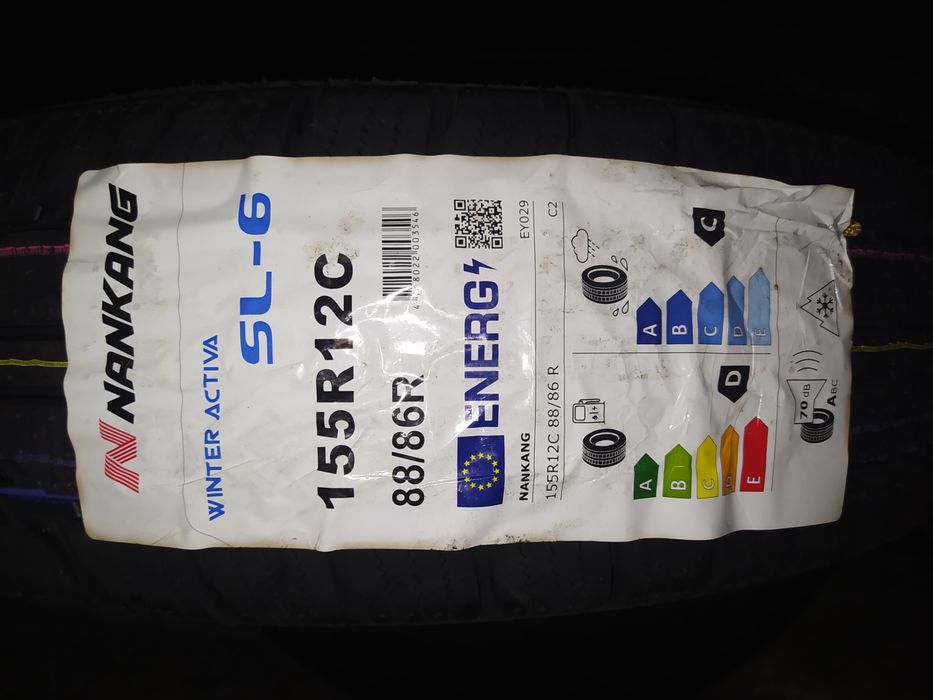 NANKANG
WINTER ACTIVA
SL-6
155R12C
88/86R
ENERG
NANKANG
EY029
155R12C 88/86 R
C2
A
B
C
D
E
D
A
B
C
D
E
C
70 dB
ABC